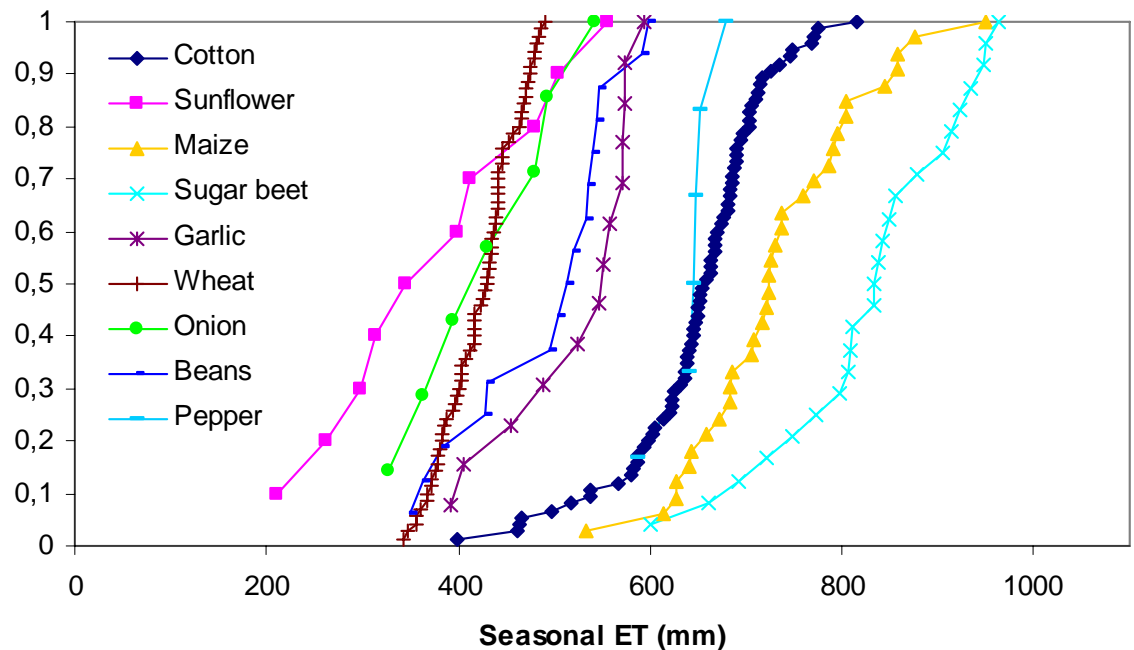 1
0,9
0,8
0,7
0,6
0,5
0,4
0,3
0,2
0,1
0
Cotton
Sunflower
Maize
Sugar beet
Garlic
Wheat
Onion
Beans
Pepper
0 200 400 600 800 1000
Seasonal ET (mm)